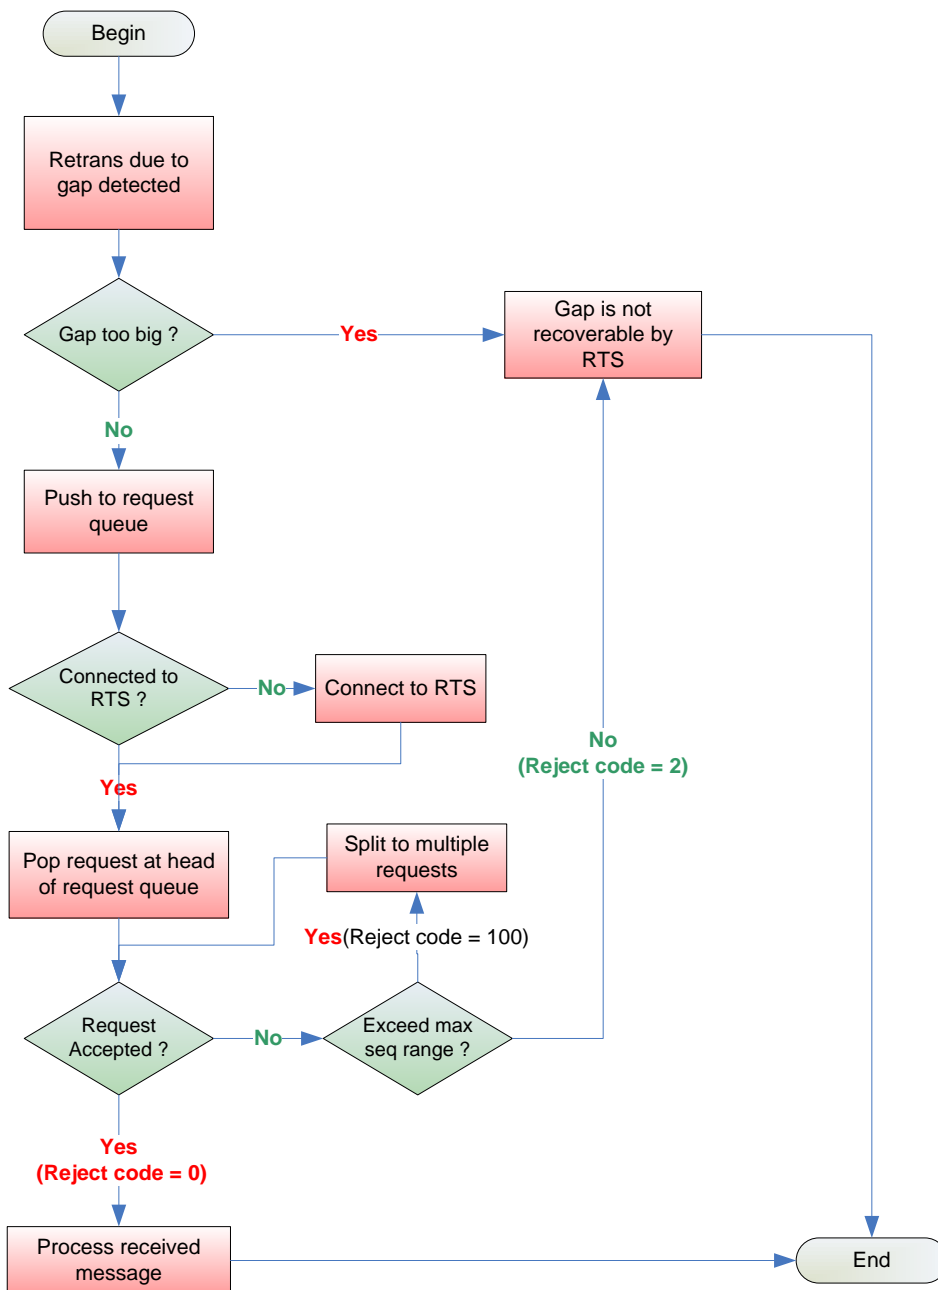 Begin
Retrans due to
gap detected
Gap too big ?
Yes
Gap is not
recoverable by
RTS
No
Push to request
queue
Connected to
RTS ?
No
Connect to RTS
No
(Reject code = 2)
Yes
Pop request at head
of request queue
Split to multiple
requests
Yes(Reject code = 100)
Request
Accepted ?
No
Exceed max
seq range ?
Yes
(Reject code = 0)
Process received
message
End